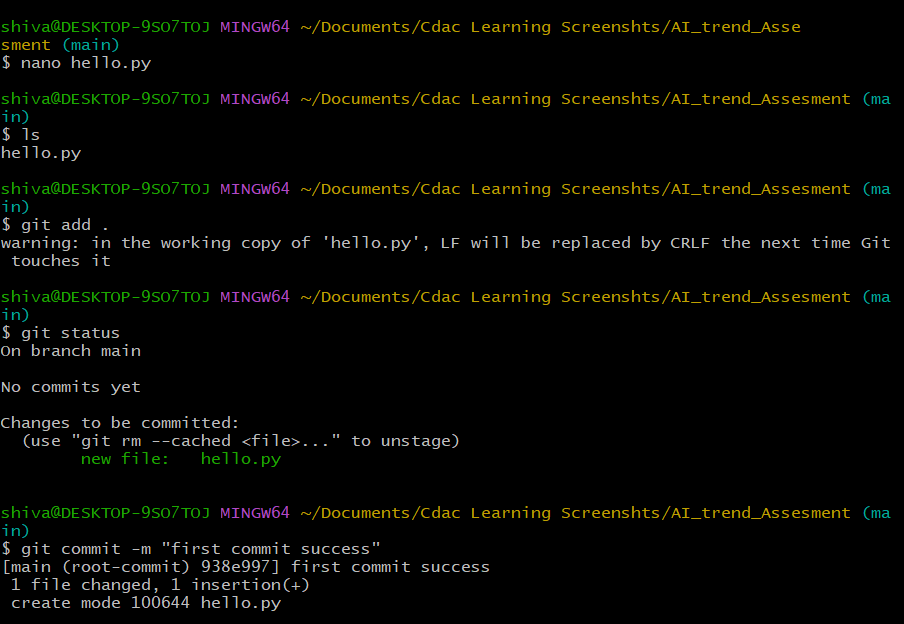 shiva@DESKTOP-9SO7TOJ MINGW64 ~/Documents/Cdac Learning Screenshts/AI_trend_Asse
sment (main)
$ nano hello.py
shiva@DESKTOP-9SO7TOJ MINGW64 ~/Documents/Cdac Learning Screenshts/AI_trend_Assesment (ma
in)
$ ls
hello.py
shiva@DESKTOP-9SO7TOJ MINGW64 ~/Documents/Cdac Learning Screenshts/AI_trend_Assesment (ma
in)
$ git add .
warning: in the working copy of 'hello.py', LF will be replaced by CRLF the next time Git
 touches it
shiva@DESKTOP-9SO7TOJ MINGW64 ~/Documents/Cdac Learning Screenshts/AI_trend_Assesment (ma
in)
$ git status
On branch main
No commits yet
Changes to be committed:
  (use "git rm --cached <file>..." to unstage)
        new file:   hello.py
shiva@DESKTOP-9SO7TOJ MINGW64 ~/Documents/Cdac Learning Screenshts/AI_trend_Assesment (ma
in)
$ git commit -m "first commit success"
[main (root-commit) 938e997] first commit success
 1 file changed, 1 insertion(+)
 create mode 100644 hello.py